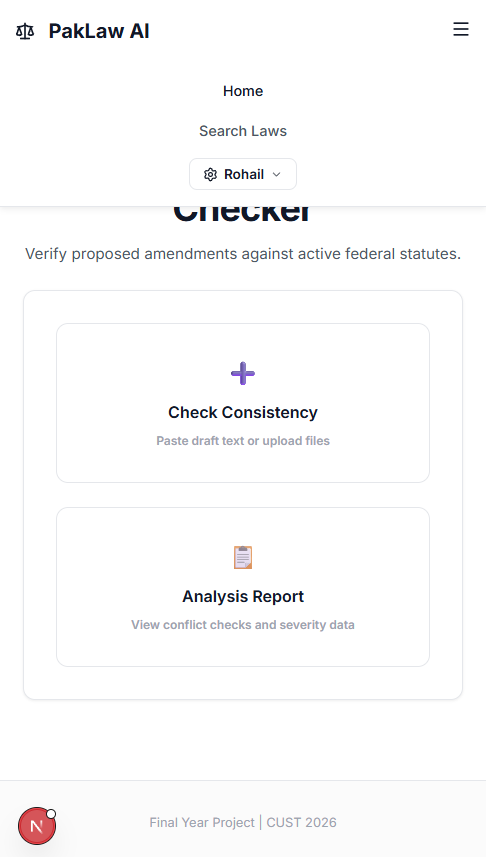 PakLaw AI
Home
Search Laws
Rohail
Checker
Verify proposed amendments against active federal statutes.
Check Consistency
Paste draft text or upload files
Analysis Report
View conflict checks and severity data
N
Final Year Project | CUST 2026